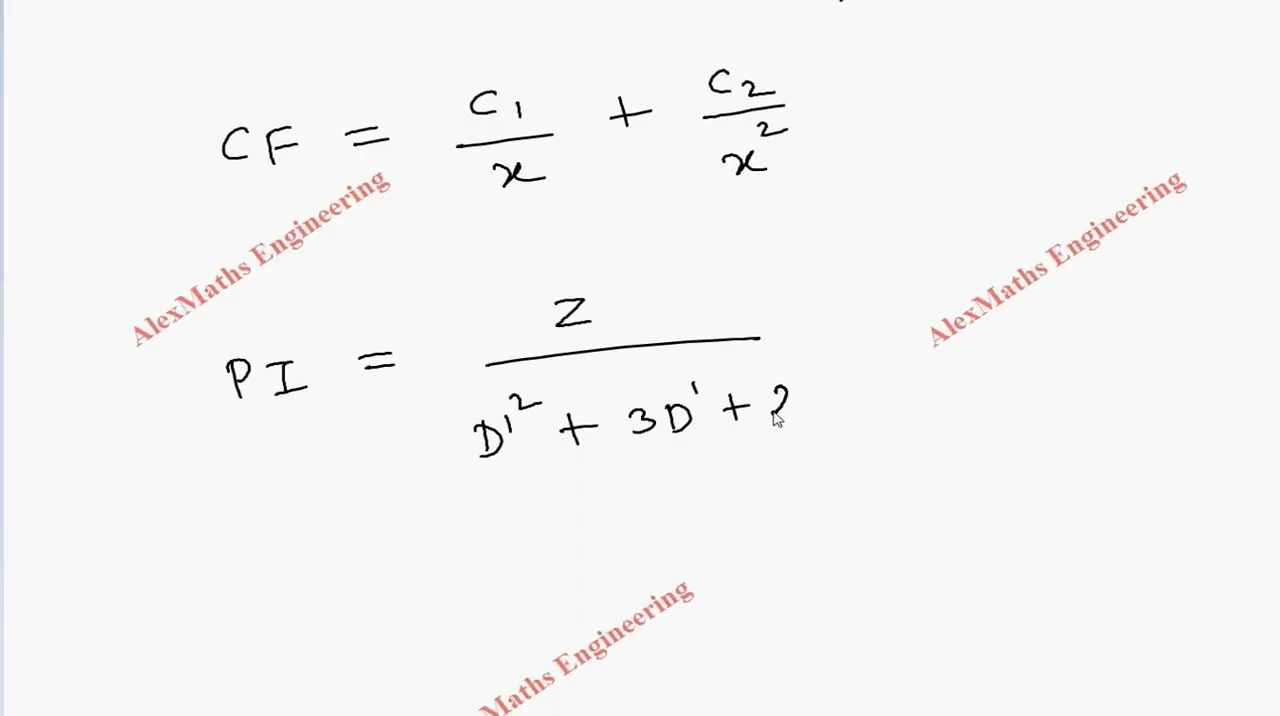 CF = C1/x + C2/x²
AlexMaths Engineering
AlexMaths Engineering
PI = Z/(D'² + 3D' + 2
Maths Engineering